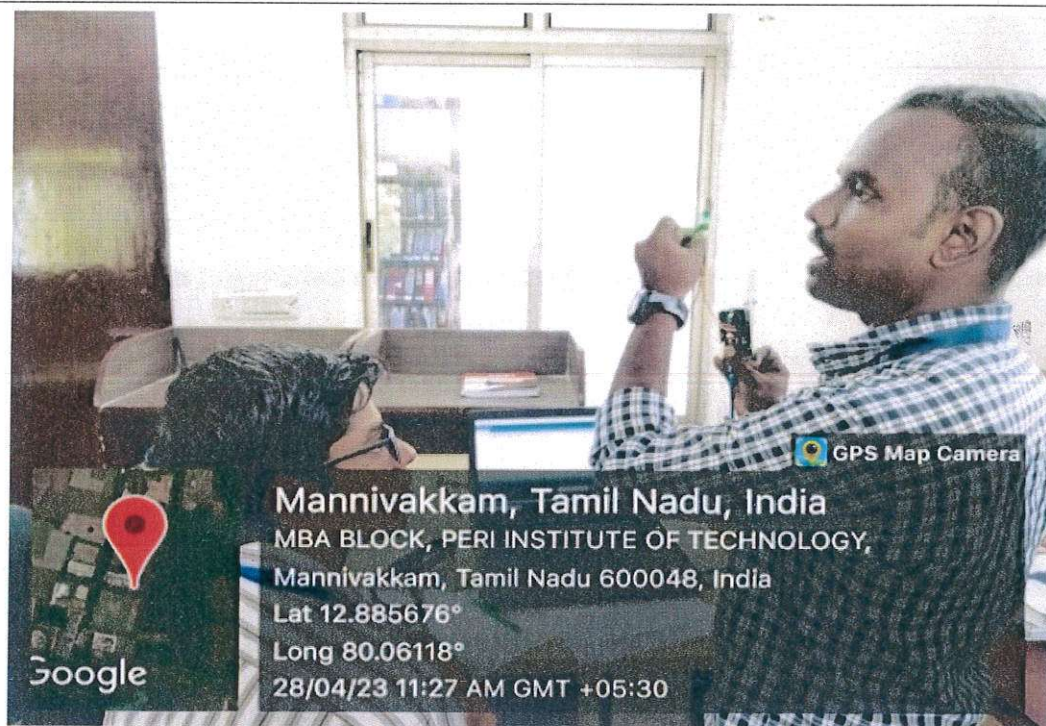 GPS Map Camera
Mannivakkam, Tamil Nadu, India
MBA BLOCK, PERI INSTITUTE OF TECHNOLOGY,
Mannivakkam, Tamil Nadu 600048, India
Lat 12.885676°
Long 80.06118°
28/04/23 11:27 AM GMT +05:30
Google